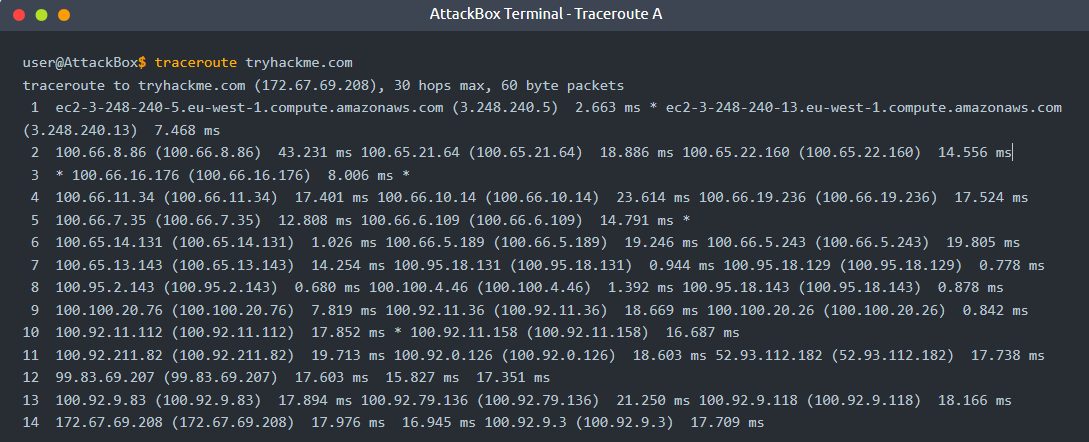 AttackBox Terminal - Traceroute A
user@AttackBox$ traceroute tryhackme.com
traceroute to tryhackme.com (172.67.69.208), 30 hops max, 60 byte packets
1 ec2-3-248-240-5.eu-west-1.compute.amazonaws.com (3.248.240.5) 2.663 ms * ec2-3-248-240-13.eu-west-1.compute.amazonaws.com
(3.248.240.13) 7.468 ms
2 100.66.8.86 (100.66.8.86) 43.231 ms 100.65.21.64 (100.65.21.64) 18.886 ms 100.65.22.160 (100.65.22.160) 14.556 ms
3 * 100.66.16.176 (100.66.16.176) 8.006 ms *
4 100.66.11.34 (100.66.11.34) 17.401 ms 100.66.10.14 (100.66.10.14) 23.614 ms 100.66.19.236 (100.66.19.236) 17.524 ms
5 100.66.7.35 (100.66.7.35) 12.808 ms 100.66.6.109 (100.66.6.109) 14.791 ms *
6 100.65.14.131 (100.65.14.131) 1.026 ms 100.66.5.189 (100.66.5.189) 19.246 ms 100.66.5.243 (100.66.5.243) 19.805 ms
7 100.65.13.143 (100.65.13.143) 14.254 ms 100.95.18.131 (100.95.18.131) 0.944 ms 100.95.18.129 (100.95.18.129) 0.778 ms
8 100.95.2.143 (100.95.2.143) 0.680 ms 100.100.4.46 (100.100.4.46) 1.392 ms 100.95.18.143 (100.95.18.143) 0.878 ms
9 100.100.20.76 (100.100.20.76) 7.819 ms 100.92.11.36 (100.92.11.36) 18.669 ms 100.100.20.26 (100.100.20.26) 0.842 ms
10 100.92.11.112 (100.92.11.112) 17.852 ms * 100.92.11.158 (100.92.11.158) 16.687 ms
11 100.92.211.82 (100.92.211.82) 19.713 ms 100.92.0.126 (100.92.0.126) 18.603 ms 52.93.112.182 (52.93.112.182) 17.738 ms
12 99.83.69.207 (99.83.69.207) 17.603 ms 15.827 ms 17.351 ms
13 100.92.9.83 (100.92.9.83) 17.894 ms 100.92.79.136 (100.92.79.136) 21.250 ms 100.92.9.118 (100.92.9.118) 18.166 ms
14 172.67.69.208 (172.67.69.208) 17.976 ms 16.945 ms 100.92.9.3 (100.92.9.3) 17.709 ms